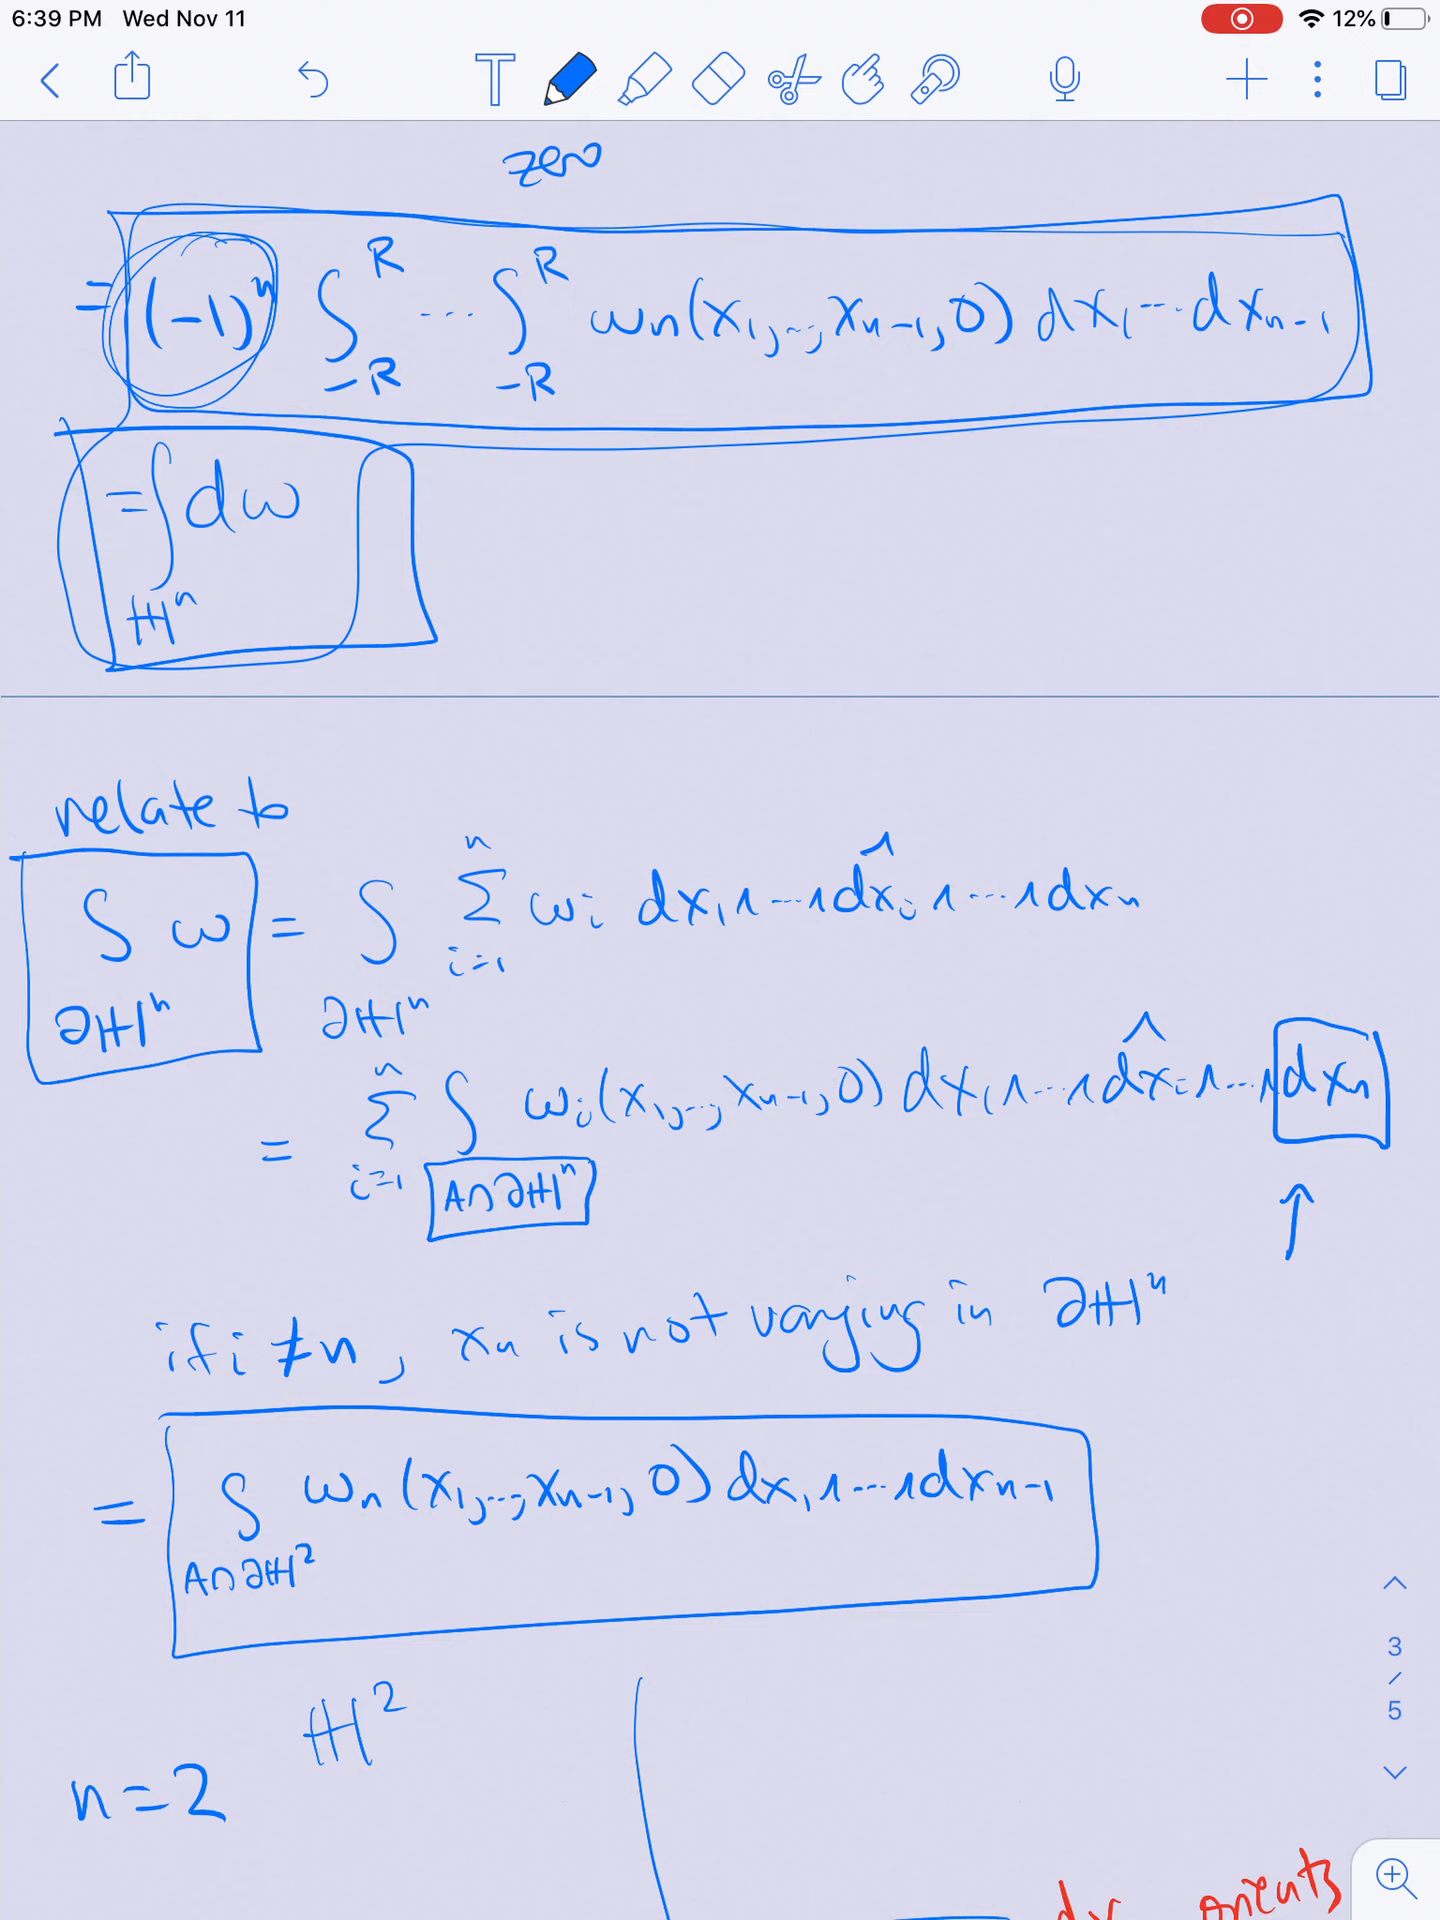 6:39 PM Wed Nov 11 12%
T
zero
= (-1)^n ∫_{-R}^{R} ... ∫_{-R}^{R} ωn(x1,...,xn-1,0) dx1...dxn-1
= ∫_{ℍ^n} dω
relate to
∫_{∂ℍ^n} ω = ∫_{∂ℍ^n} Σ_{i=1}^{n} ωi dx1∧...∧d̂xi∧...∧dxn
= Σ_{i=1}^{n} ∫_{A∩∂ℍ^n} ωi(x1,...,xn-1,0) dx1∧...∧d̂xi∧...∧dxn
↑
if i ≠ n, xn is not varying in ∂ℍ^n
= ∫_{A∩∂ℍ^2} ωn(x1,...,xn-1,0) dx1∧...∧dxn-1
3
/
5
ℍ^2
n=2
orients